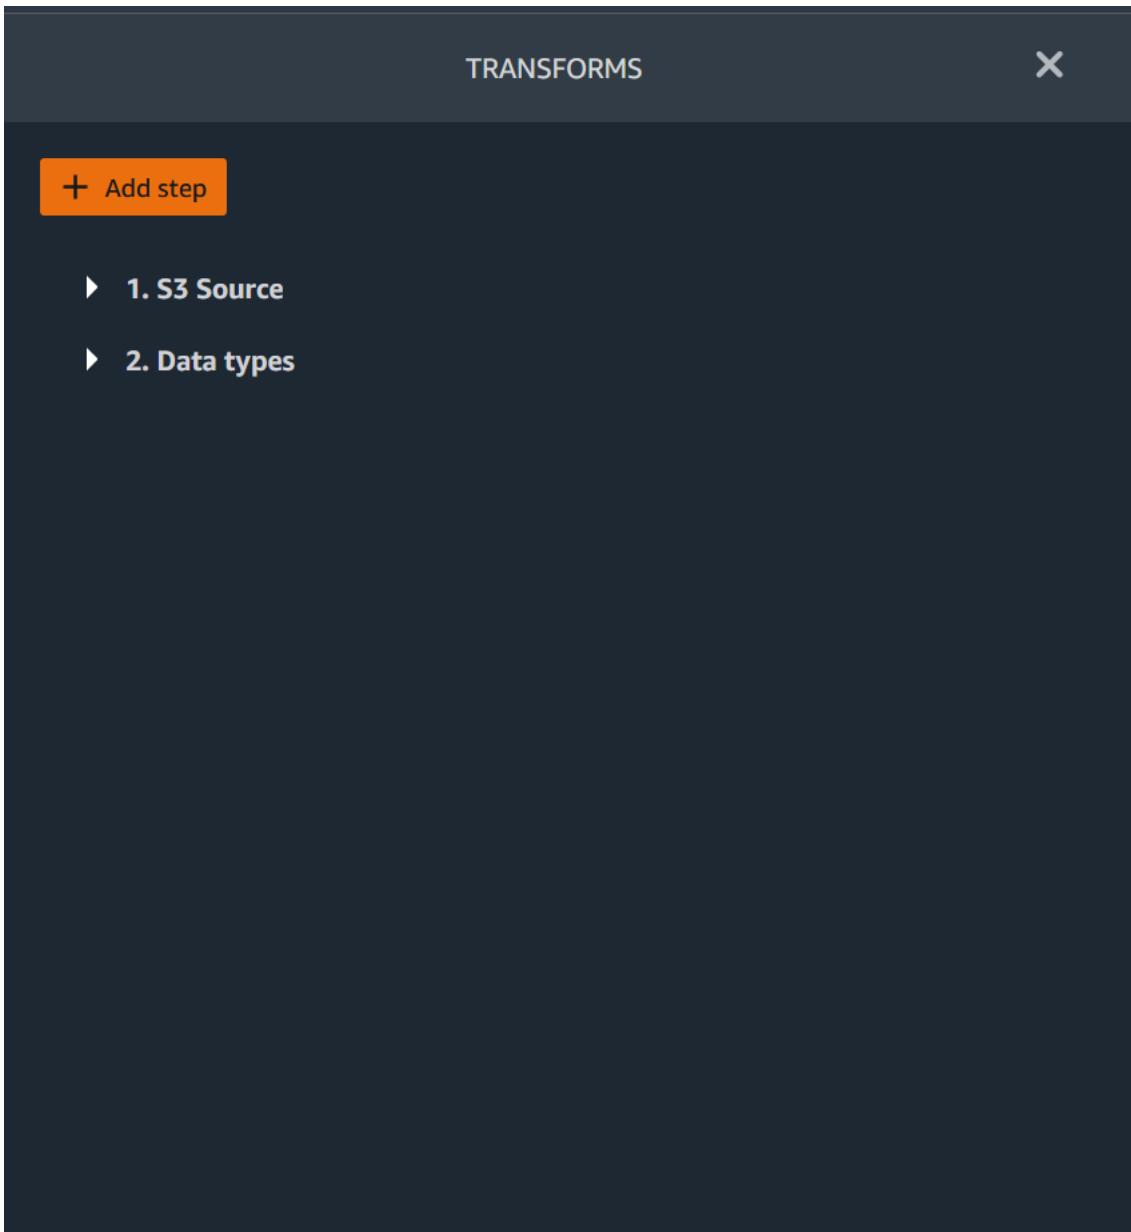 TRANSFORMS
Add step
1. S3 Source
2. Data types